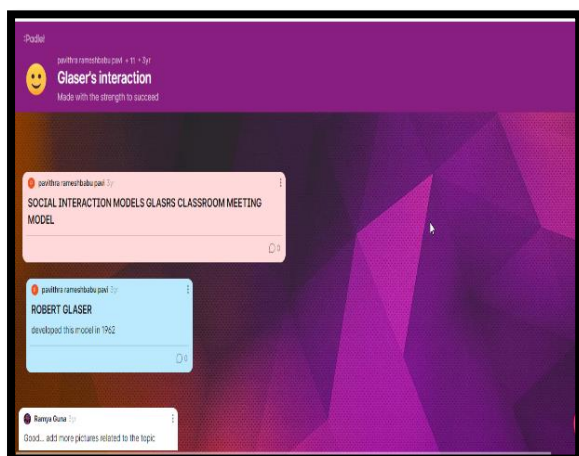 :Padlet
pavithra rameshbabu pavi + 11 • 3yr
Glaser's interaction
Made with the strength to succeed
pavithra rameshbabu pavi 3yr
SOCIAL INTERACTION MODELS GLASRS CLASSROOM MEETING
MODEL
0
pavithra rameshbabu pavi 3yr
ROBERT GLASER
developed this model in 1962
0
Ramya Guna 3yr
Good... add more pictures related to the topic